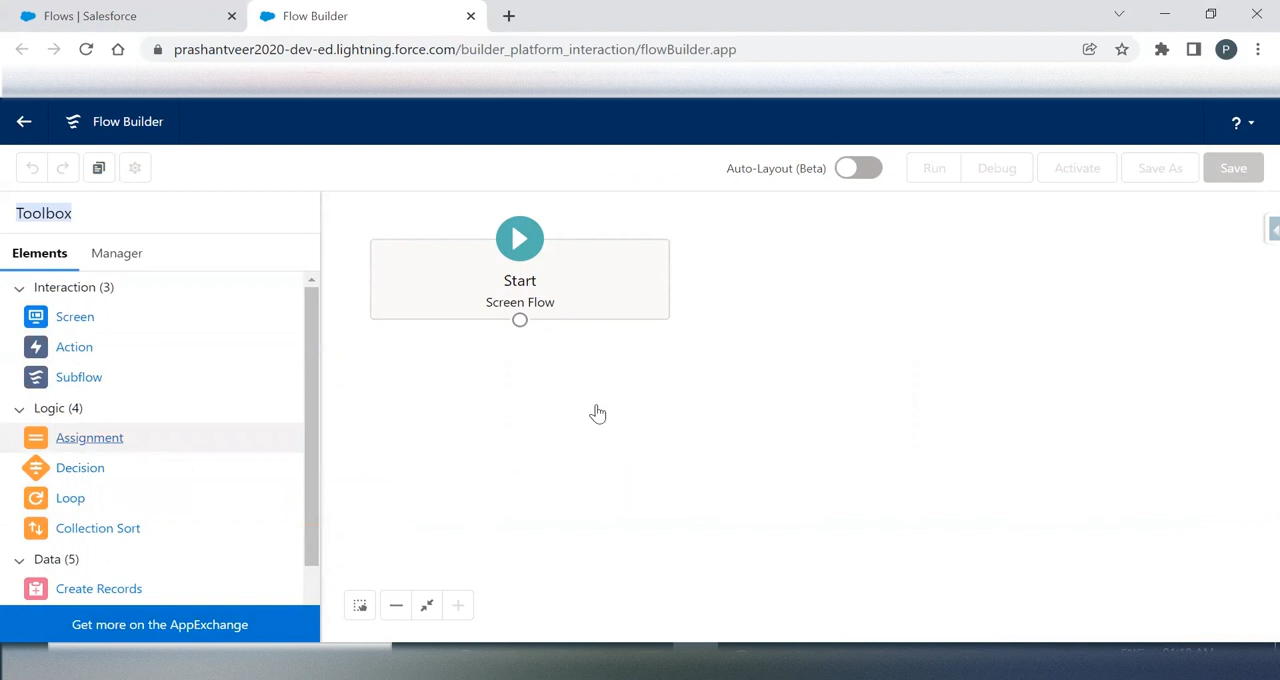 Flows | Salesforce
Flow Builder
prashantveer2020-dev-ed.lightning.force.com/builder_platform_interaction/flowBuilder.app
P
Flow Builder
?
Auto-Layout (Beta)
Run
Debug
Activate
Save As
Save
Toolbox
Elements
Manager
Interaction (3)
Screen
Action
Subflow
Logic (4)
Assignment
Decision
Loop
Collection Sort
Data (5)
Create Records
Get more on the AppExchange
Start
Screen Flow